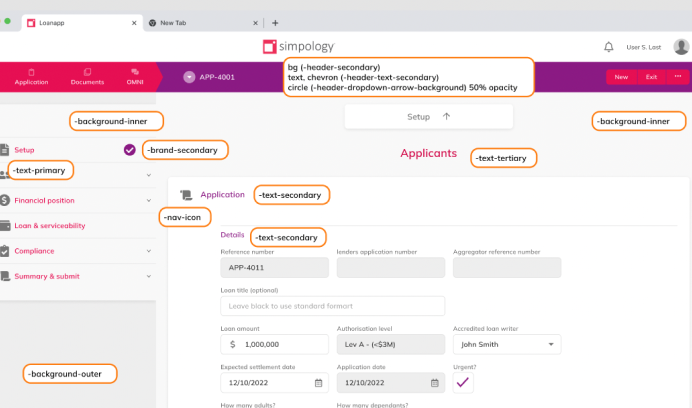 Loanapp
New Tab
simpology
User S. Last
Application
Documents
OMNI
APP-4001
bg (-header-secondary)
text, chevron (-header-text-secondary)
circle (-header-dropdown-arrow-background) 50% opacity
New
Exit
Setup
-background-inner
-background-inner
Setup
-brand-secondary
Applicants
-text-tertiary
-text-primary
Application
-text-secondary
Financial position
-nav-icon
Loan & serviceability
Details
-text-secondary
Compliance
Reference number
lenders application number
Aggregator reference number
APP-4011
Summary & submit
Loan title (optional)
Leave black to use standard formort
Loan amount
Authorisation level
Accredited loan writer
$ 1,000,000
Lev A - (<$3M)
John Smith
Expected settlement date
Application date
Urgent?
-background-outer
12/10/2022
12/10/2022
How many adults?
How many dependants?